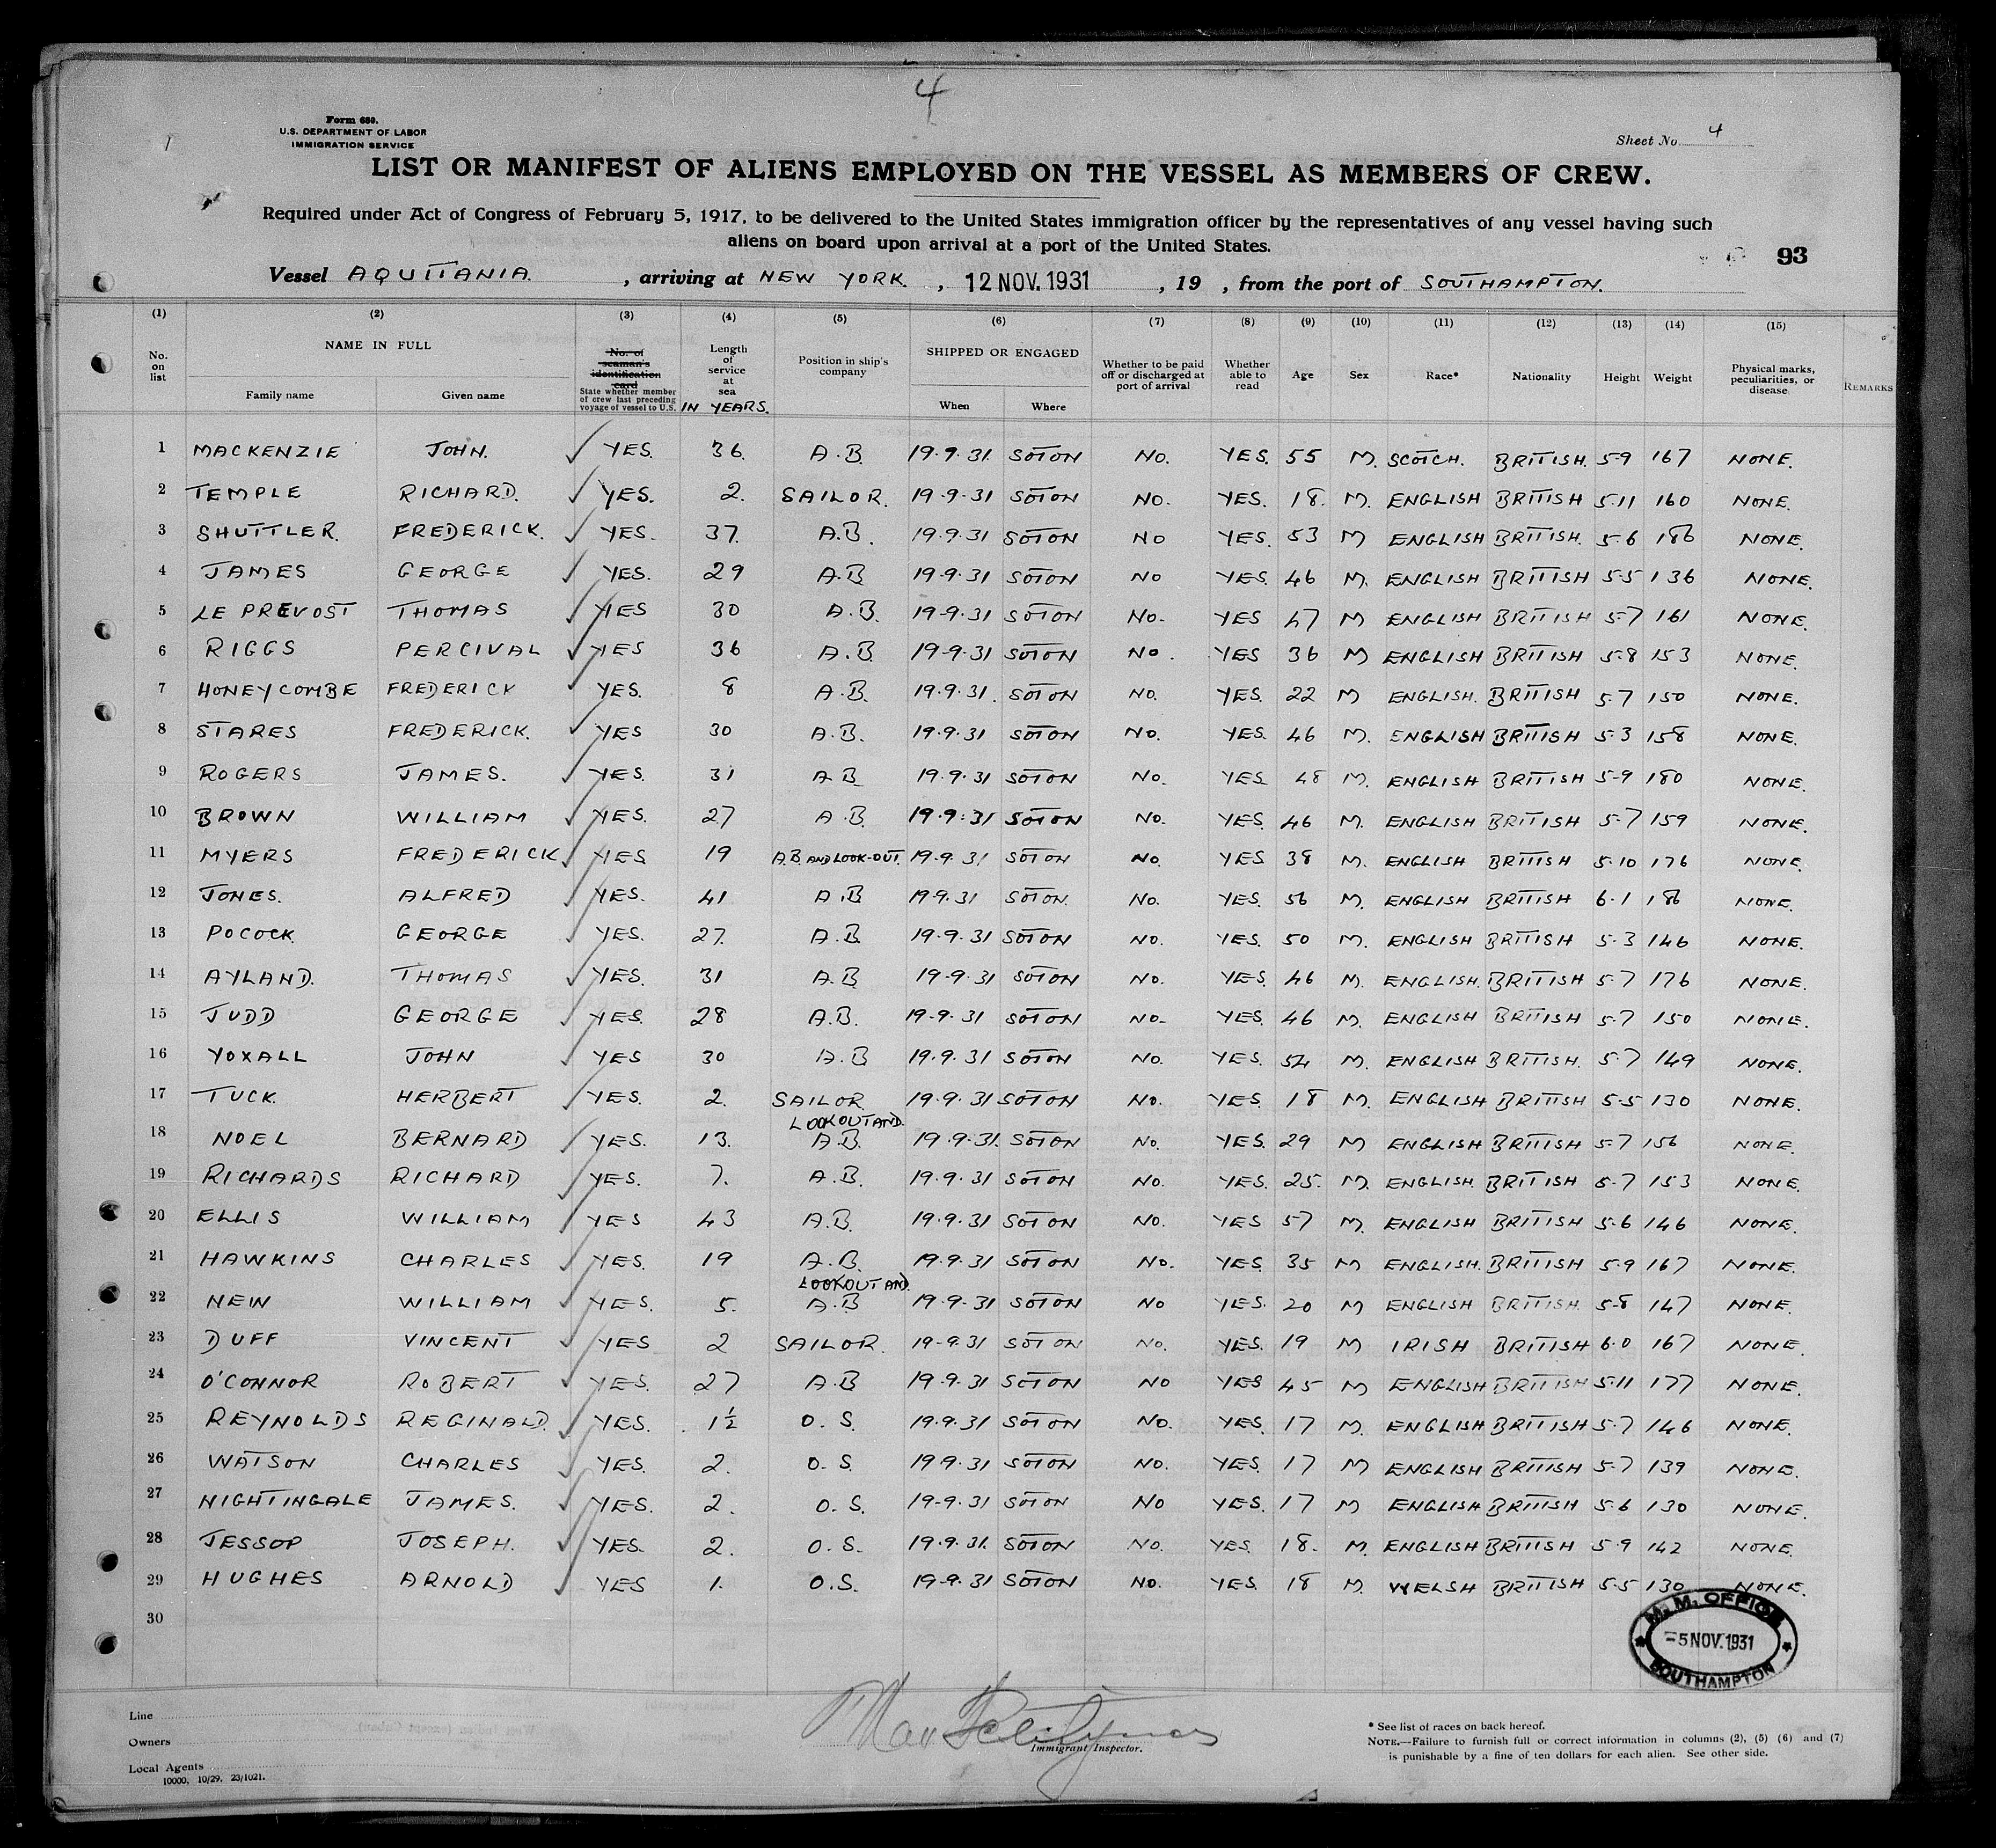 4
Form 680.
U.S. DEPARTMENT OF LABOR
IMMIGRATION SERVICE
Sheet No. 4
LIST OR MANIFEST OF ALIENS EMPLOYED ON THE VESSEL AS MEMBERS OF CREW.
Required under Act of Congress of February 5, 1917, to be delivered to the United States immigration officer by the representatives of any vessel having such
aliens on board upon arrival at a port of the United States.
93
Vessel AQUITANIA. , arriving at NEW YORK. , 12 NOV. 1931 , 19 , from the port of SOUTHAMPTON.
(1) (2) (3) (4) (5) (6) (7) (8) (9) (10) (11) (12) (13) (14) (15)
No. on list NAME IN FULL Family name Given name No. of seaman's identification card State whether member of crew last preceding voyage of vessel to U.S. Length of service at sea IN YEARS. Position in ship's company SHIPPED OR ENGAGED When Where Whether to be paid off or discharged at port of arrival Whether able to read Age Sex Race* Nationality Height Weight Physical marks, peculiarities, or disease REMARKS
1 MACKENZIE JOHN. YES. 36. A.B. 19.9.31. SOTON NO. YES. 55 M. SCOTCH. BRITISH. 5-9 167 NONE.
2 TEMPLE RICHARD. YES. 2. SAILOR. 19.9.31 SOTON NO. YES. 18. M. ENGLISH BRITISH 5.11 160 NONE.
3 SHUTTLER. FREDERICK. YES. 37. A.B. 19.9.31 SOTON NO YES. 53 M ENGLISH BRITISH. 5-6 186 NONE.
4 JAMES GEORGE YES. 29 A.B 19.9.31 SOTON NO YES. 46 M. ENGLISH BRITISH 5-5 136 NONE.
5 LE PREVOST THOMAS YES 30 A.B. 19-9.31 SOTON NO. YES 47 M ENGLISH BRITISH 5-7 161 NONE.
6 RIGGS PERCIVAL YES 36 A.B. 19-9.31 SOTON NO. YES 36 M ENGLISH BRITISH 5-8 153 NONE.
7 HONEYCOMBE FREDERICK YES. 8 A.B. 19.9.31. SOTON NO. YES. 22 M ENGLISH. BRITISH 5.7 150 NONE.
8 STARES FREDERICK. YES 30 A.B. 19.9.31 SOTON NO. YES. 46 M. ENGLISH BRITISH 5.3 158 NONE.
9 ROGERS JAMES. YES. 31 A.B 19.9.31 SOTON NO. YES 48 M. ENGLISH BRITISH 5-9 180 NONE.
10 BROWN WILLIAM YES. 27 A.B. 19.9.31 SOTON NO. YES. 46 M. ENGLISH BRITISH 5-7 159 NONE.
11 MYERS FREDERICK YES 19 A.B. AND LOOK-OUT. 19.9.31 SOTON NO. YES 38 M. ENGLISH BRITISH 5.10 176 NONE.
12 JONES. ALFRED YES. 41 A.B 19.9.31 SOTON. NO. YES. 56 M. ENGLISH BRITISH 6.1 186 NONE.
13 POCOCK. GEORGE YES. 27. A.B. 19.9.31 SOTON NO. YES. 50 M. ENGLISH BRITISH 5.3 146 NONE.
14 AYLAND. THOMAS YES. 31 A.B. 19.9.31 SOTON NO. YES. 46 M. ENGLISH. BRITISH 5-7 176 NONE.
15 JUDD GEORGE YES. 28 A.B. 19-9.31 SOTON NO. YES. 46 M. ENGLISH BRITISH 5.7 150 NONE.
16 YOXALL JOHN YES 30 A.B 19.9.31 SOTON NO. YES. 54 M. ENGLISH BRITISH. 5.7 149 NONE.
17 TUCK. HERBERT YES. 2. SAILOR 19.9.31 SOTON NO. YES. 18 M. ENGLISH BRITISH 5-5 130 NONE.
LOOKOUT AND
18 NOEL BERNARD YES. 13. A.B. 19.9.31. SOTON NO. YES. 29 M ENGLISH BRITISH 5-7 156 NONE.
19 RICHARDS RICHARD YES. 7. A.B. 19.9.31 SOTON NO. YES. 25. M. ENGLISH. BRITISH 5.7 153 NONE.
20 ELLIS WILLIAM YES 43 A.B. 19.9.31 SOTON NO. YES 57 M. ENGLISH BRITISH 5.6 146 NONE.
21 HAWKINS CHARLES YES. 19 A.B. 19.9.31 SOTON NO. YES. 35 M ENGLISH. BRITISH 5.9 167 NONE.
LOOKOUT AND
22 NEW WILLIAM YES. 5. A.B 19.9.31 SOTON NO YES. 20 M ENGLISH BRITISH. 5-8 147 NONE.
23 DUFF VINCENT YES 2 SAILOR. 19-9.31 SOTON NO. YES. 19 M IRISH BRITISH 6.0 167 NONE.
24 O'CONNOR ROBERT YES. 27 A.B 19.9.31 SOTON NO YES 45 M ENGLISH BRITISH 5.11 177 NONE.
25 REYNOLDS REGINALD. YES. 1½ O.S. 19.9.31 SOTON NO. YES. 17 M. ENGLISH BRITISH 5.7 146 NONE.
26 WATSON CHARLES YES. 2. O.S. 19.9.31 SOTON NO. YES. 17 M ENGLISH BRITISH 5.7 139 NONE.
27 NIGHTINGALE JAMES. YES. 2. O.S. 19-9.31 SOTON NO YES. 17 M ENGLISH BRITISH 5.6 130 NONE.
28 JESSOP JOSEPH. YES. 2. O.S. 19.9.31. SOTON NO. YES. 18. M. ENGLISH BRITISH 5.9 142 NONE.
29 HUGHES ARNOLD YES 1. O.S. 19-9.31 SOTON NO. YES. 18 M. WELSH BRITISH 5.5 130 NONE.
30
M. M. OFFICE
-5 NOV. 1931
SOUTHAMPTON
Line
Owners
Local Agents
10000, 10/29. 23/1021.
Immigrant Inspector.
* See list of races on back hereof.
NOTE.—Failure to furnish full or correct information in columns (2), (5) (6) and (7)
is punishable by a fine of ten dollars for each alien. See other side.